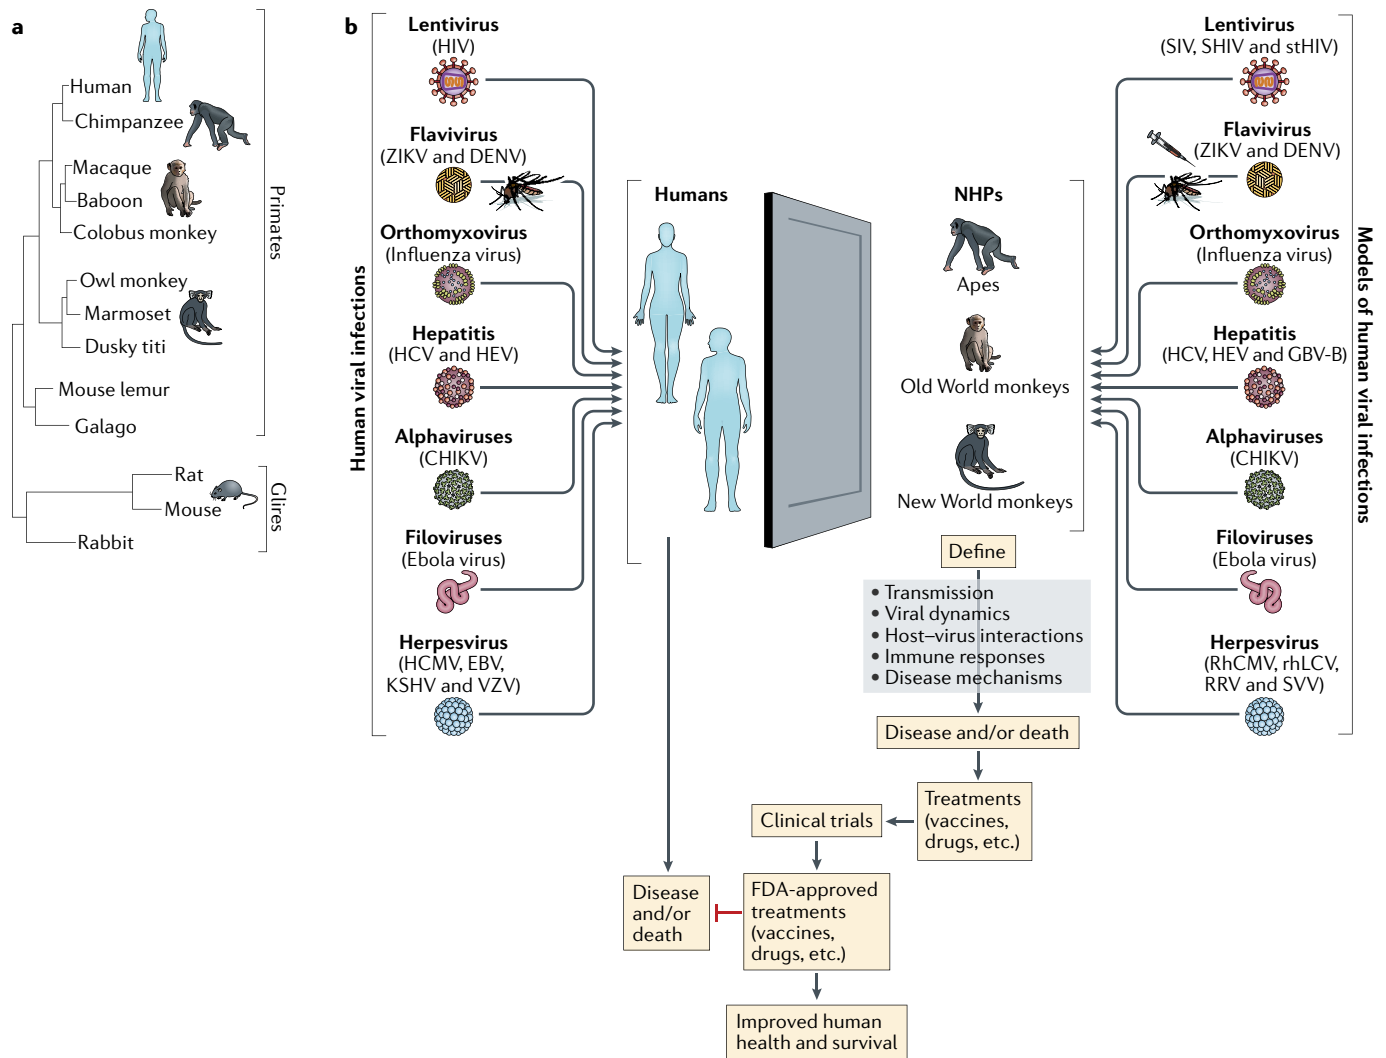 a
Human
Chimpanzee
Macaque
Baboon
Colobus monkey
Owl monkey
Marmoset
Dusky titi
Mouse lemur
Galago
Primates
Rat
Mouse
Rabbit
Glires
b
Human viral infections
Lentivirus
(HIV)
Flavivirus
(ZIKV and DENV)
Orthomyxovirus
(Influenza virus)
Hepatitis
(HCV and HEV)
Alphaviruses
(CHIKV)
Filoviruses
(Ebola virus)
Herpesvirus
(HCMV, EBV,
KSHV and VZV)
Humans
NHPs
Apes
Old World monkeys
New World monkeys
Lentivirus
(SIV, SHIV and stHIV)
Flavivirus
(ZIKV and DENV)
Orthomyxovirus
(Influenza virus)
Hepatitis
(HCV, HEV and GBV-B)
Alphaviruses
(CHIKV)
Filoviruses
(Ebola virus)
Herpesvirus
(RhCMV, rhLCV,
RRV and SVV)
Models of human viral infections
Define
• Transmission
• Viral dynamics
• Host–virus interactions
• Immune responses
• Disease mechanisms
Disease and/or death
Treatments
(vaccines,
drugs, etc.)
Clinical trials
Disease
and/or
death
FDA-approved
treatments
(vaccines,
drugs, etc.)
Improved human
health and survival